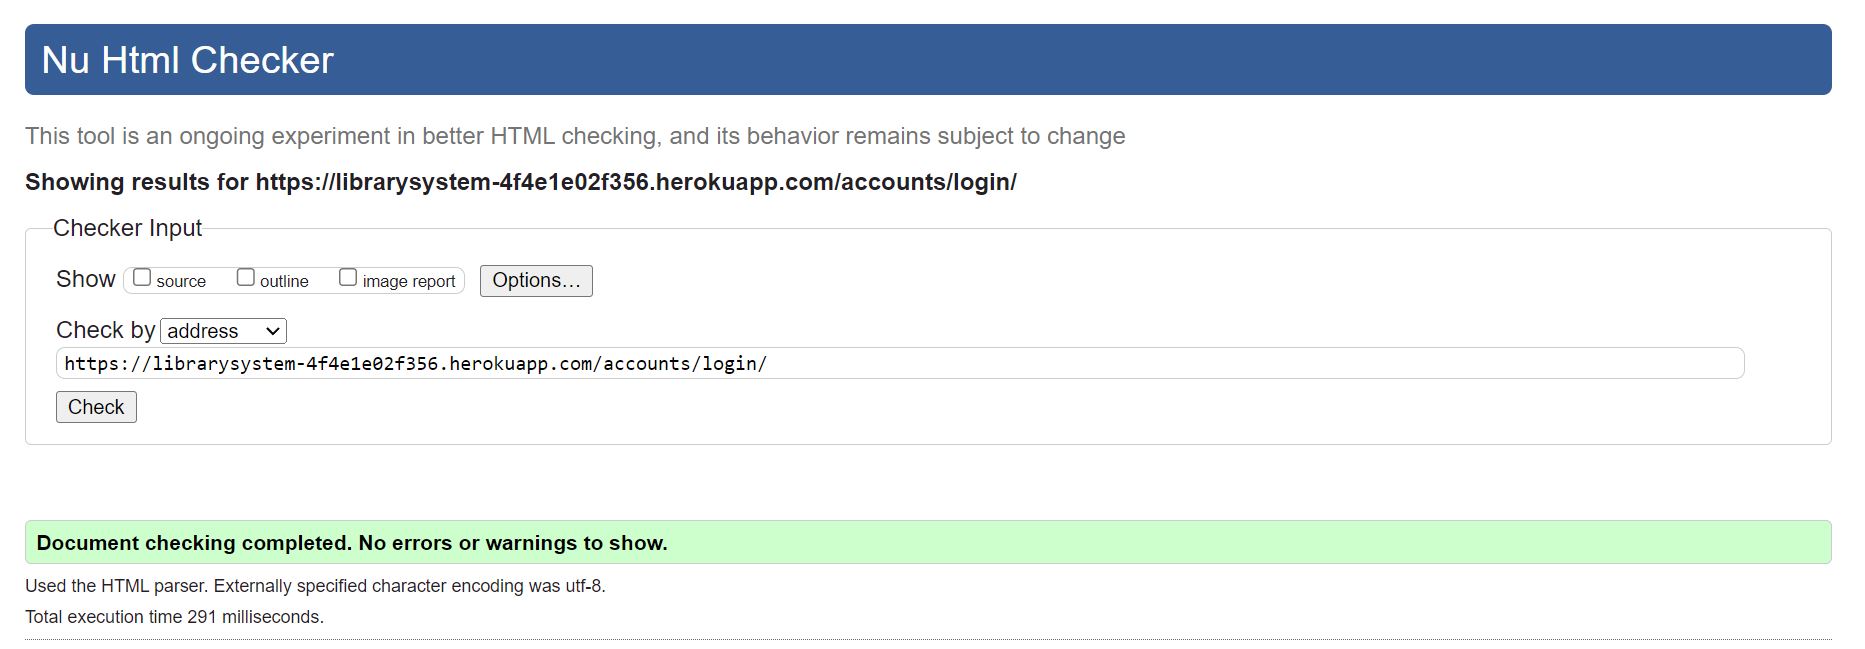 Nu Html Checker
This tool is an ongoing experiment in better HTML checking, and its behavior remains subject to change
Showing results for https://librarysystem-4f4e1e02f356.herokuapp.com/accounts/login/
Checker Input
Show source outline image report Options...
Check by address
https://librarysystem-4f4e1e02f356.herokuapp.com/accounts/login/
Check
Document checking completed. No errors or warnings to show.
Used the HTML parser. Externally specified character encoding was utf-8.
Total execution time 291 milliseconds.